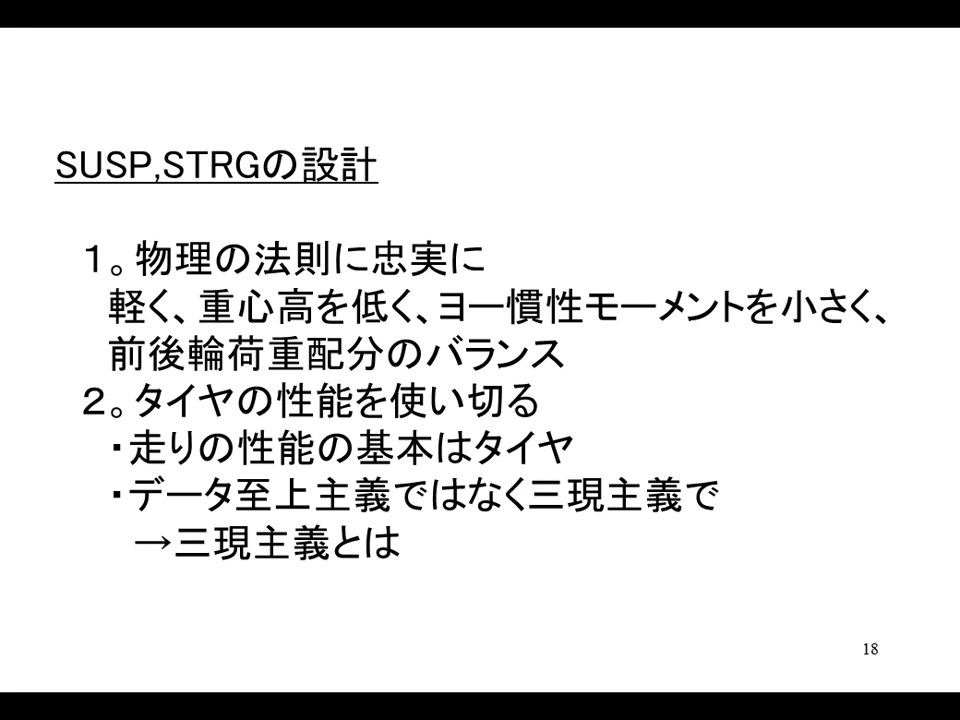 SUSP,STRGの設計
１。物理の法則に忠実に
軽く、重心高を低く、ヨー慣性モーメントを小さく、
前後輪荷重配分のバランス
２。タイヤの性能を使い切る
・走りの性能の基本はタイヤ
・データ至上主義ではなく三現主義で
→三現主義とは
18